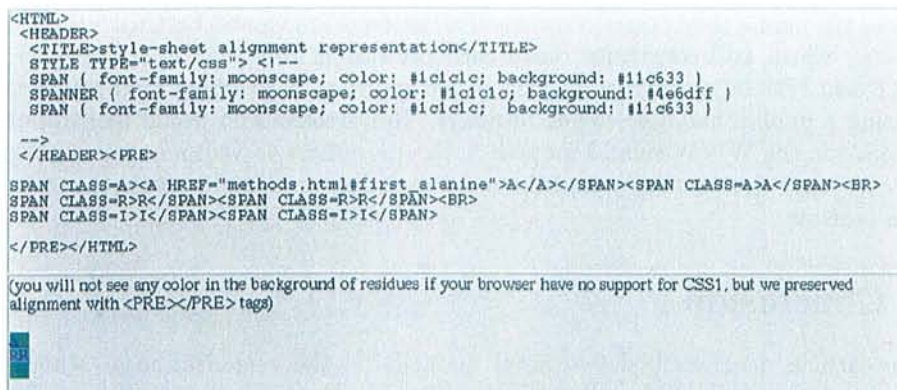 <HTML>
<HEADER>
<TITLE>style-sheet alignment representation</TITLE>
STYLE TYPE="text/css"> <!--
SPAN { font-family: moonscape; color: #1c1c1c; background: #11c633 }
SPANNER { font-family: moonscape; color: #1c1c1c; background: #4e6dff }
SPAN { font-family: moonscape; color: #1c1c1c; background: #11c633 }
-->
</HEADER><PRE>
SPAN CLASS=A><A HREF="methods.html#first_alanine">A</A></SPAN><SPAN CLASS=A>A</SPAN><BR>
SPAN CLASS=R>R</SPAN><SPAN CLASS=R>R</SPAN><BR>
SPAN CLASS=I>I</SPAN><SPAN CLASS=I>I</SPAN>
</PRE></HTML>
(you will not see any color in the background of residues if your browser have no support for CSS1, but we preserved
alignment with <PRE></PRE> tags)
RR